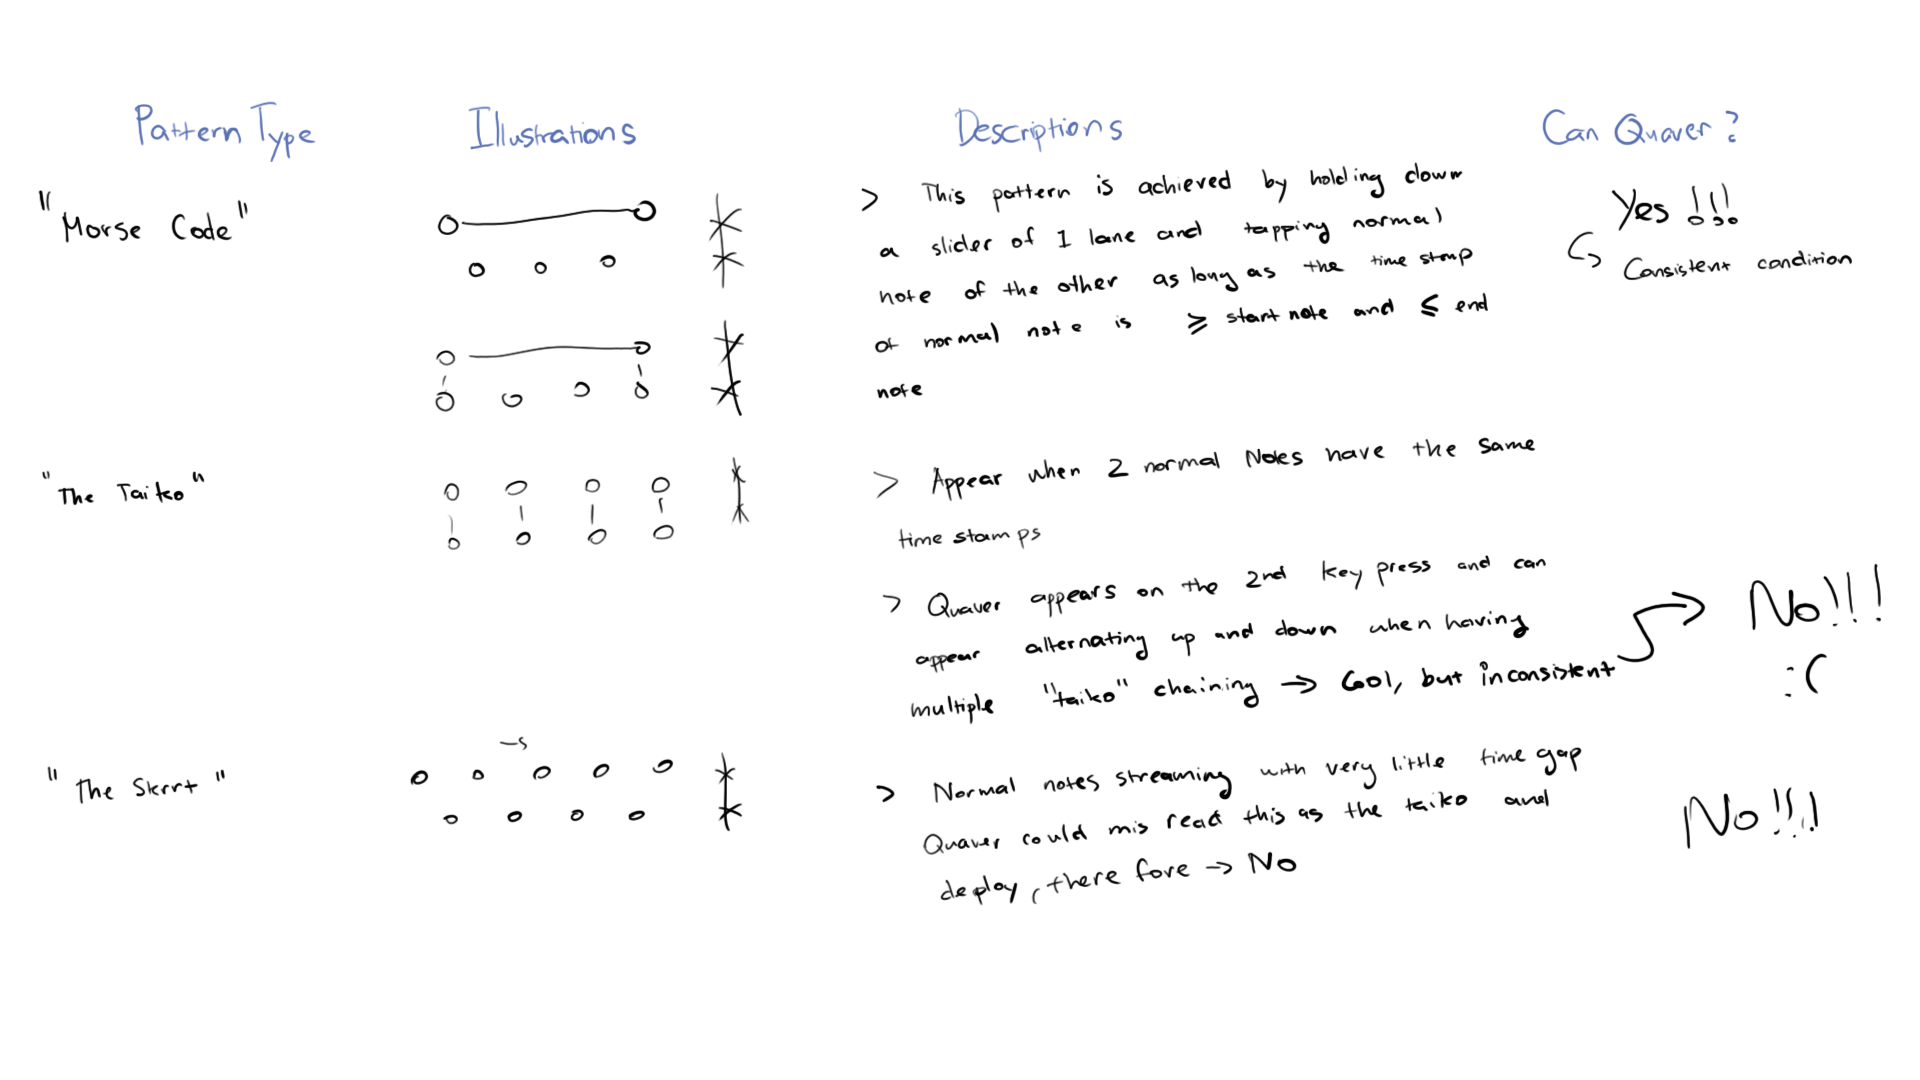 Pattern Type
Illustrations
Descriptions
Can Quaver?
"Morse Code"
> This pattern is achieved by holding down
a slider of 1 lane and tapping normal
note of the other as long as the time stamp
of normal note is ≥ start note and ≤ end
note
Yes !!!
Consistent condition
"The Taiko"
> Appear when 2 normal Notes have the same
time stamps
> Quaver appears on the 2nd key press and can
appear alternating up and down when having
multiple "taiko" chaining → Cool, but inconsistent
No!!!
:(
"The Skrrt"
> Normal notes streaming with very little time gap
Quaver could mis read this as the taiko and
deploy, there fore → No
No!!!